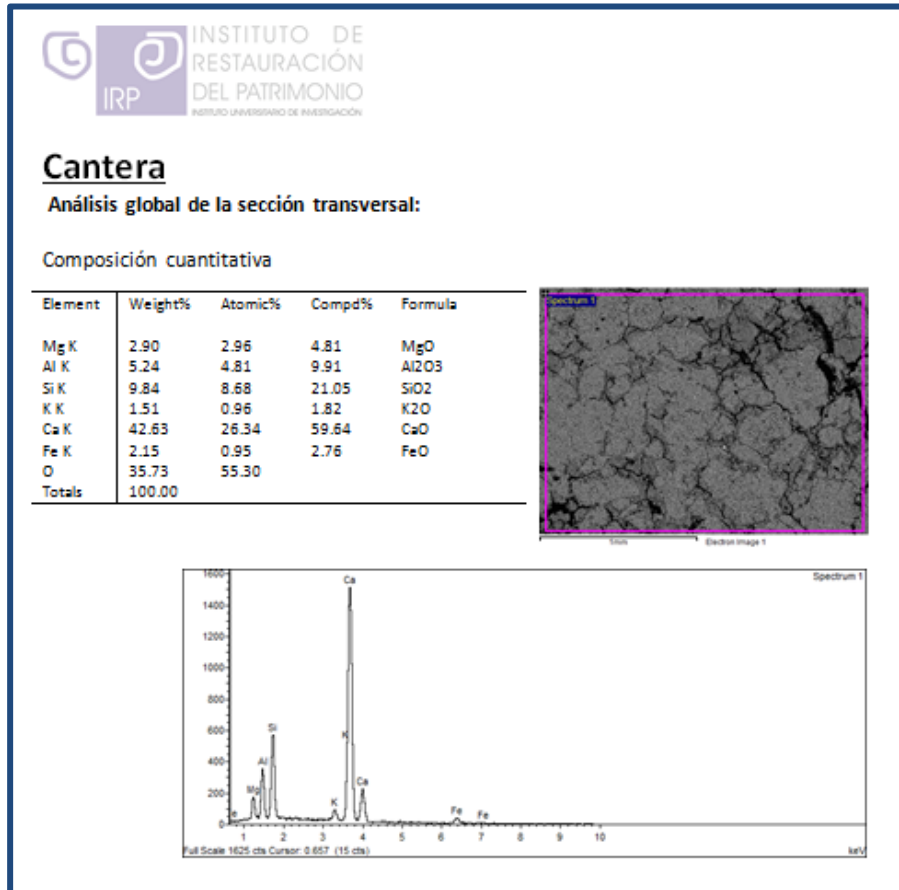 INSTITUTO DE
RESTAURACIÓN
DEL PATRIMONIO
INSTITUTO UNIVERSITARIO DE INVESTIGACIÓN
IRP
Cantera
Análisis global de la sección transversal:
Composición cuantitativa
Element Weight% Atomic% Compd% Formula
Mg K 2.90 2.96 4.81 MgO
Al K 5.24 4.81 9.91 Al2O3
Si K 9.84 8.68 21.05 SiO2
K K 1.51 0.96 1.82 K2O
Ca K 42.63 26.34 59.64 CaO
Fe K 2.15 0.95 2.76 FeO
O 35.73 55.30
Totals 100.00
Spectrum 1
1mm Electron Image 1
Spectrum 1
1600
1400
1200
800
600
400
200
0
Ca
Si
K
Al
Mg
K
Ca
Fe
Fe
1 2 3 4 5 6 7 8 9 10
Full Scale 1625 cts Cursor: 0.657 (15 cts) keV